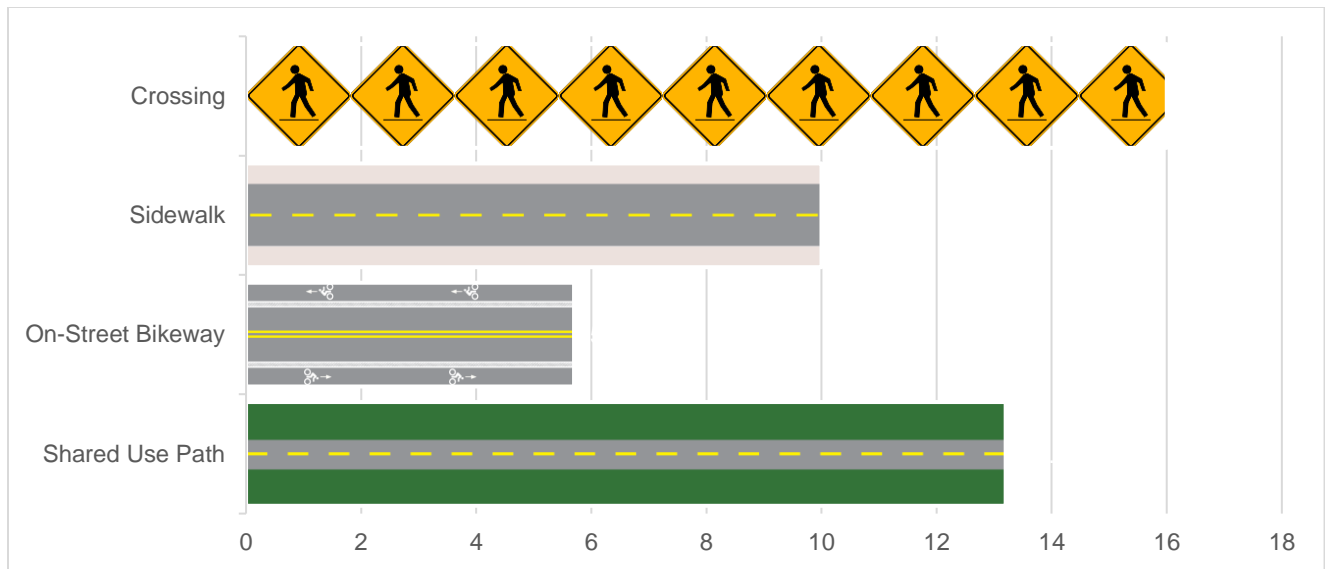 Crossing
Sidewalk
On-Street Bikeway
Shared Use Path
0 2 4 6 8 10 12 14 16 18